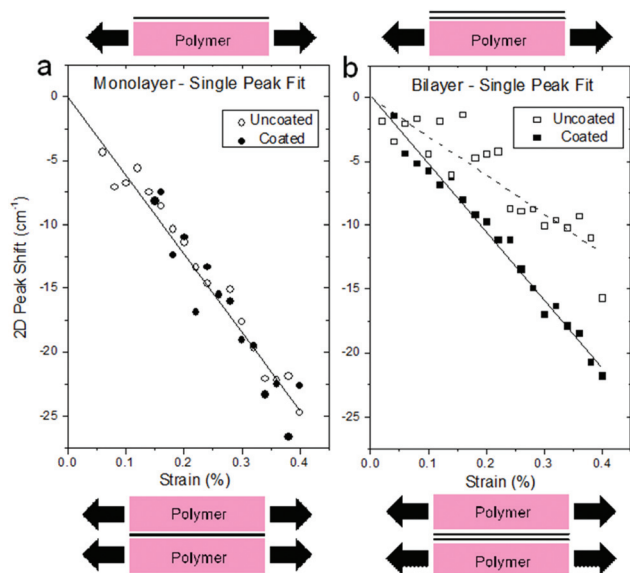 Polymer
Polymer
a
b
Monolayer - Single Peak Fit
Bilayer - Single Peak Fit
Uncoated
Coated
Uncoated
Coated
2D Peak Shift (cm⁻¹)
0
-5
-10
-15
-20
-25
0
-5
-10
-15
-20
-25
0.0 0.1 0.2 0.3 0.4
0.0 0.1 0.2 0.3 0.4
Strain (%)
Strain (%)
Polymer
Polymer
Polymer
Polymer